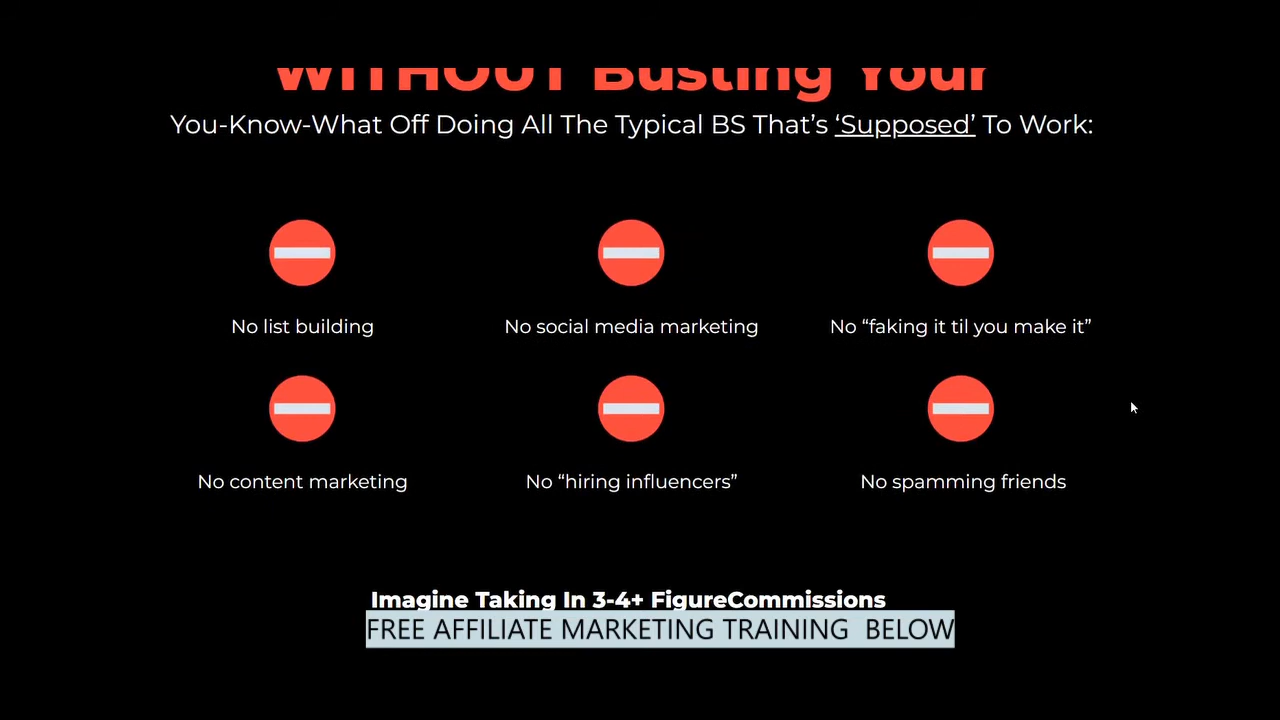 WITHOUT Busting Your
You-Know-What Off Doing All The Typical BS That’s ‘Supposed’ To Work:
No list building
No social media marketing
No “faking it til you make it”
No content marketing
No “hiring influencers”
No spamming friends
Imagine Taking In 3-4+ FigureCommissions
FREE AFFILIATE MARKETING TRAINING  BELOW